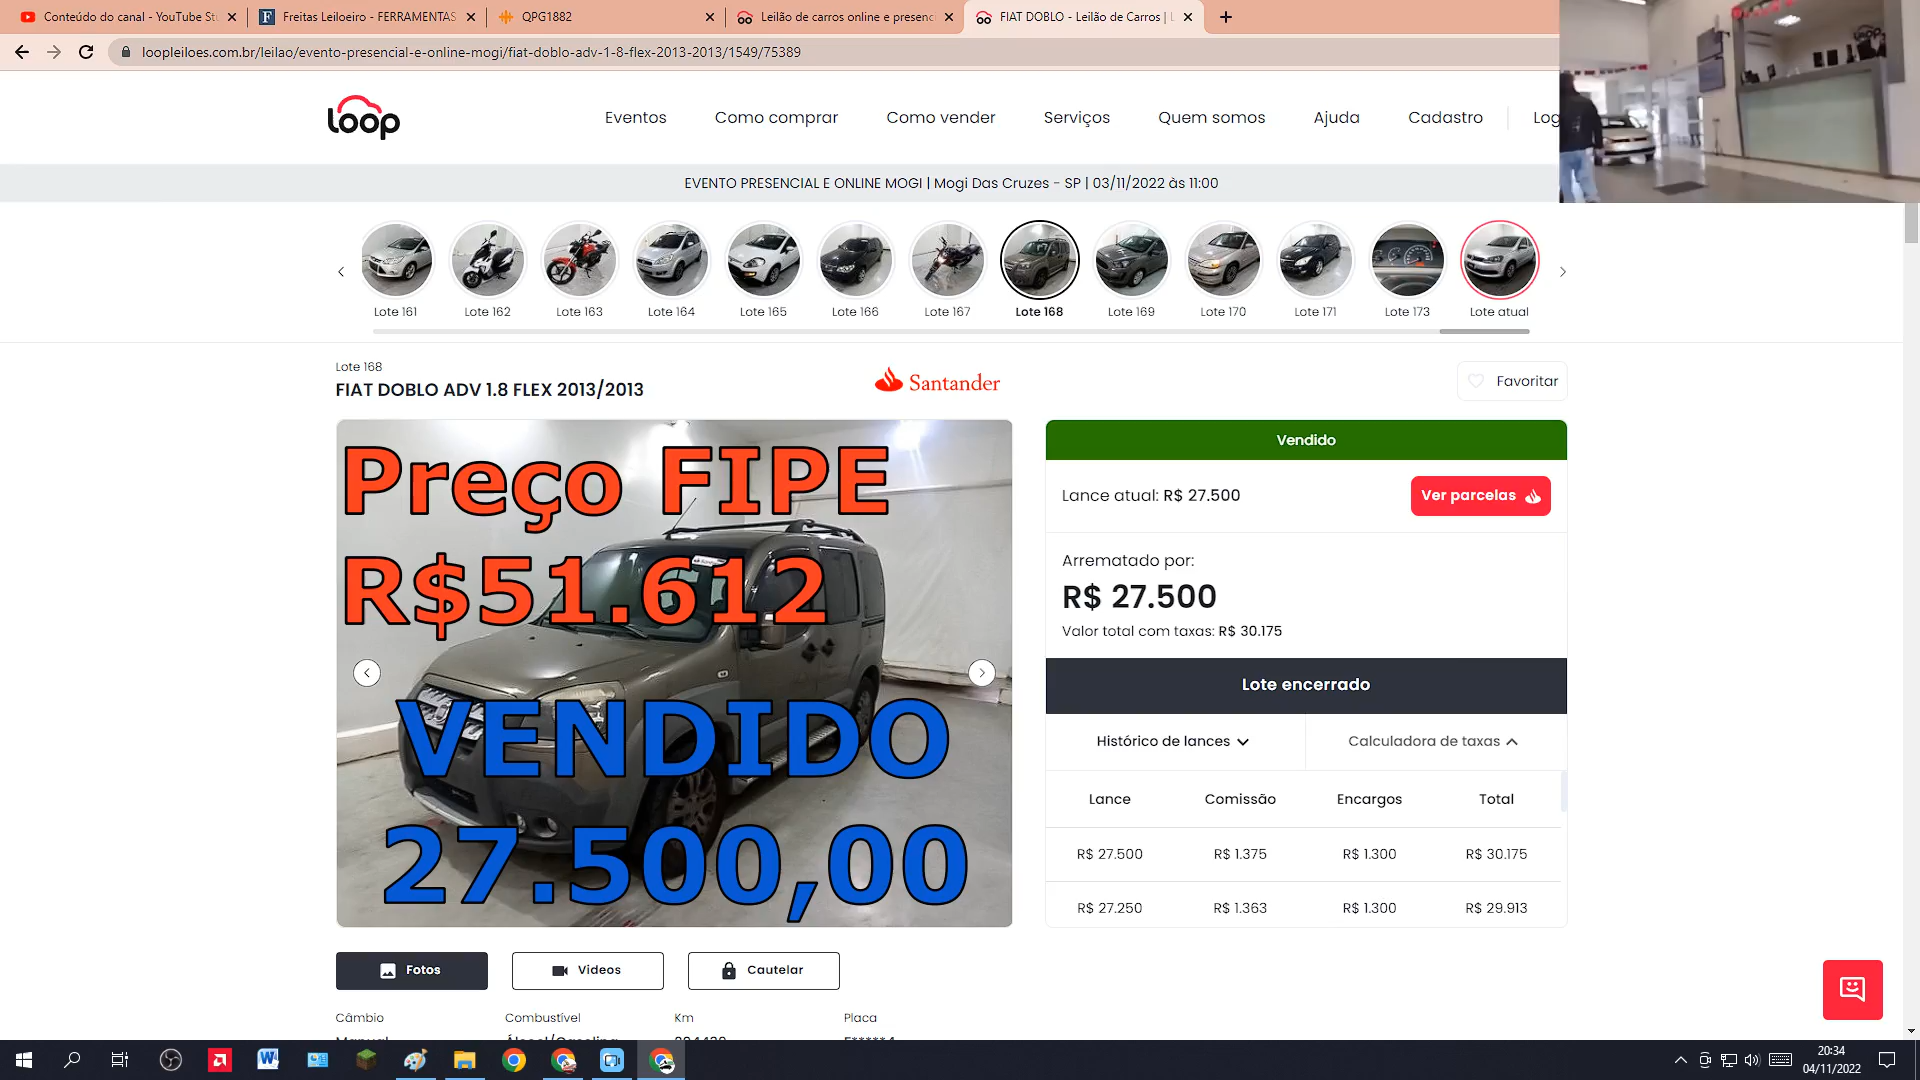 Conteúdo do canal - YouTube St
Freitas Leiloeiro - FERRAMENTAS
QPG1882
Leilão de carros online e presenc
FIAT DOBLO - Leilão de Carros | L
loopleiloes.com.br/leilao/evento-presencial-e-online-mogi/fiat-doblo-adv-1-8-flex-2013-2013/1549/75389
loop
Eventos
Como comprar
Como vender
Serviços
Quem somos
Ajuda
Cadastro
Log
EVENTO PRESENCIAL E ONLINE MOGI | Mogi Das Cruzes - SP | 03/11/2022 às 11:00
Lote 161
Lote 162
Lote 163
Lote 164
Lote 165
Lote 166
Lote 167
Lote 168
Lote 169
Lote 170
Lote 171
Lote 173
Lote atual
Lote 168
FIAT DOBLO ADV 1.8 FLEX 2013/2013
Santander
Favoritar
Preço FIPE
R$51.612
VENDIDO
27.500,00
Vendido
Lance atual: R$ 27.500
Ver parcelas
Arrematado por:
R$ 27.500
Valor total com taxas: R$ 30.175
Lote encerrado
Histórico de lances
Calculadora de taxas
Lance Comissão Encargos Total
R$ 27.500 R$ 1.375 R$ 1.300 R$ 30.175
R$ 27.250 R$ 1.363 R$ 1.300 R$ 29.913
Fotos
Videos
Cautelar
Câmbio
Combustível
Km
Placa
20:34
04/11/2022